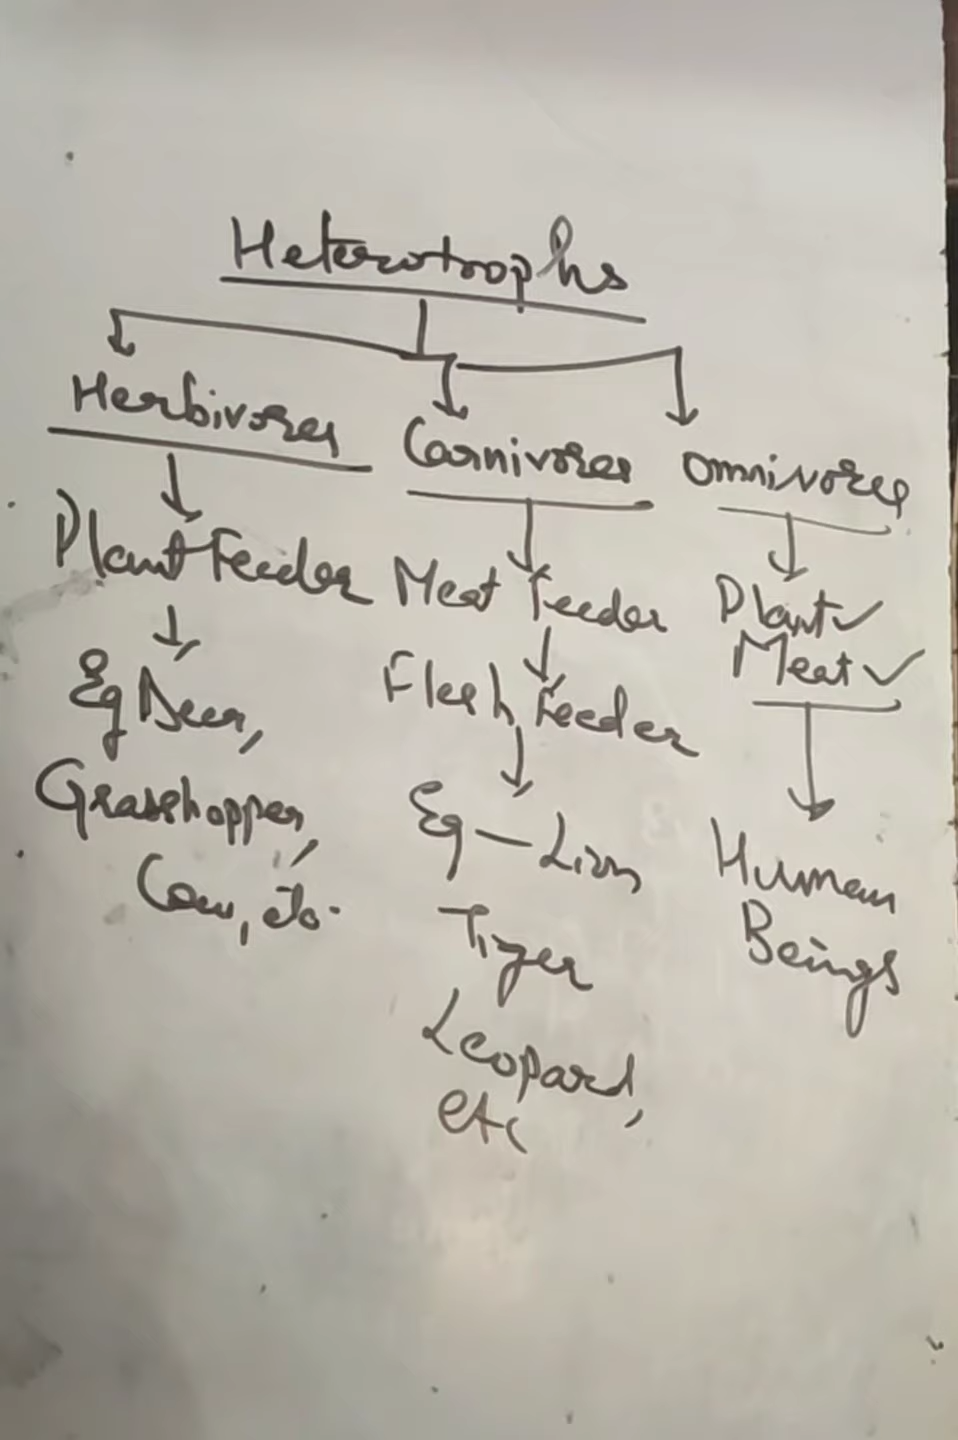 Heterotrophs
Herbivores
Carnivores
Omnivores
Plant Feeder
Meat Feeder
Plant ✓
Meat ✓
Eg Deer,
Flesh Feeder
Grasshopper,
Eg - Lion
Human
Cow, etc.
Tiger
Beings
Leopard,
etc